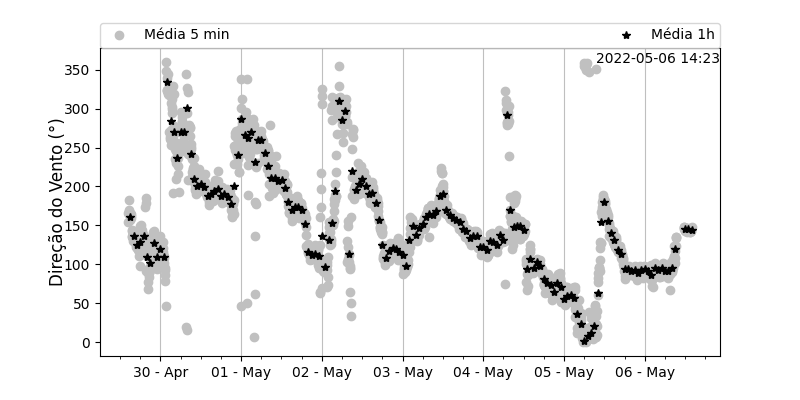 Média 5 min
Média 1h
2022-05-06 14:23
Direção do Vento (°)
350
300
250
200
150
100
50
0
30 - Apr
01 - May
02 - May
03 - May
04 - May
05 - May
06 - May